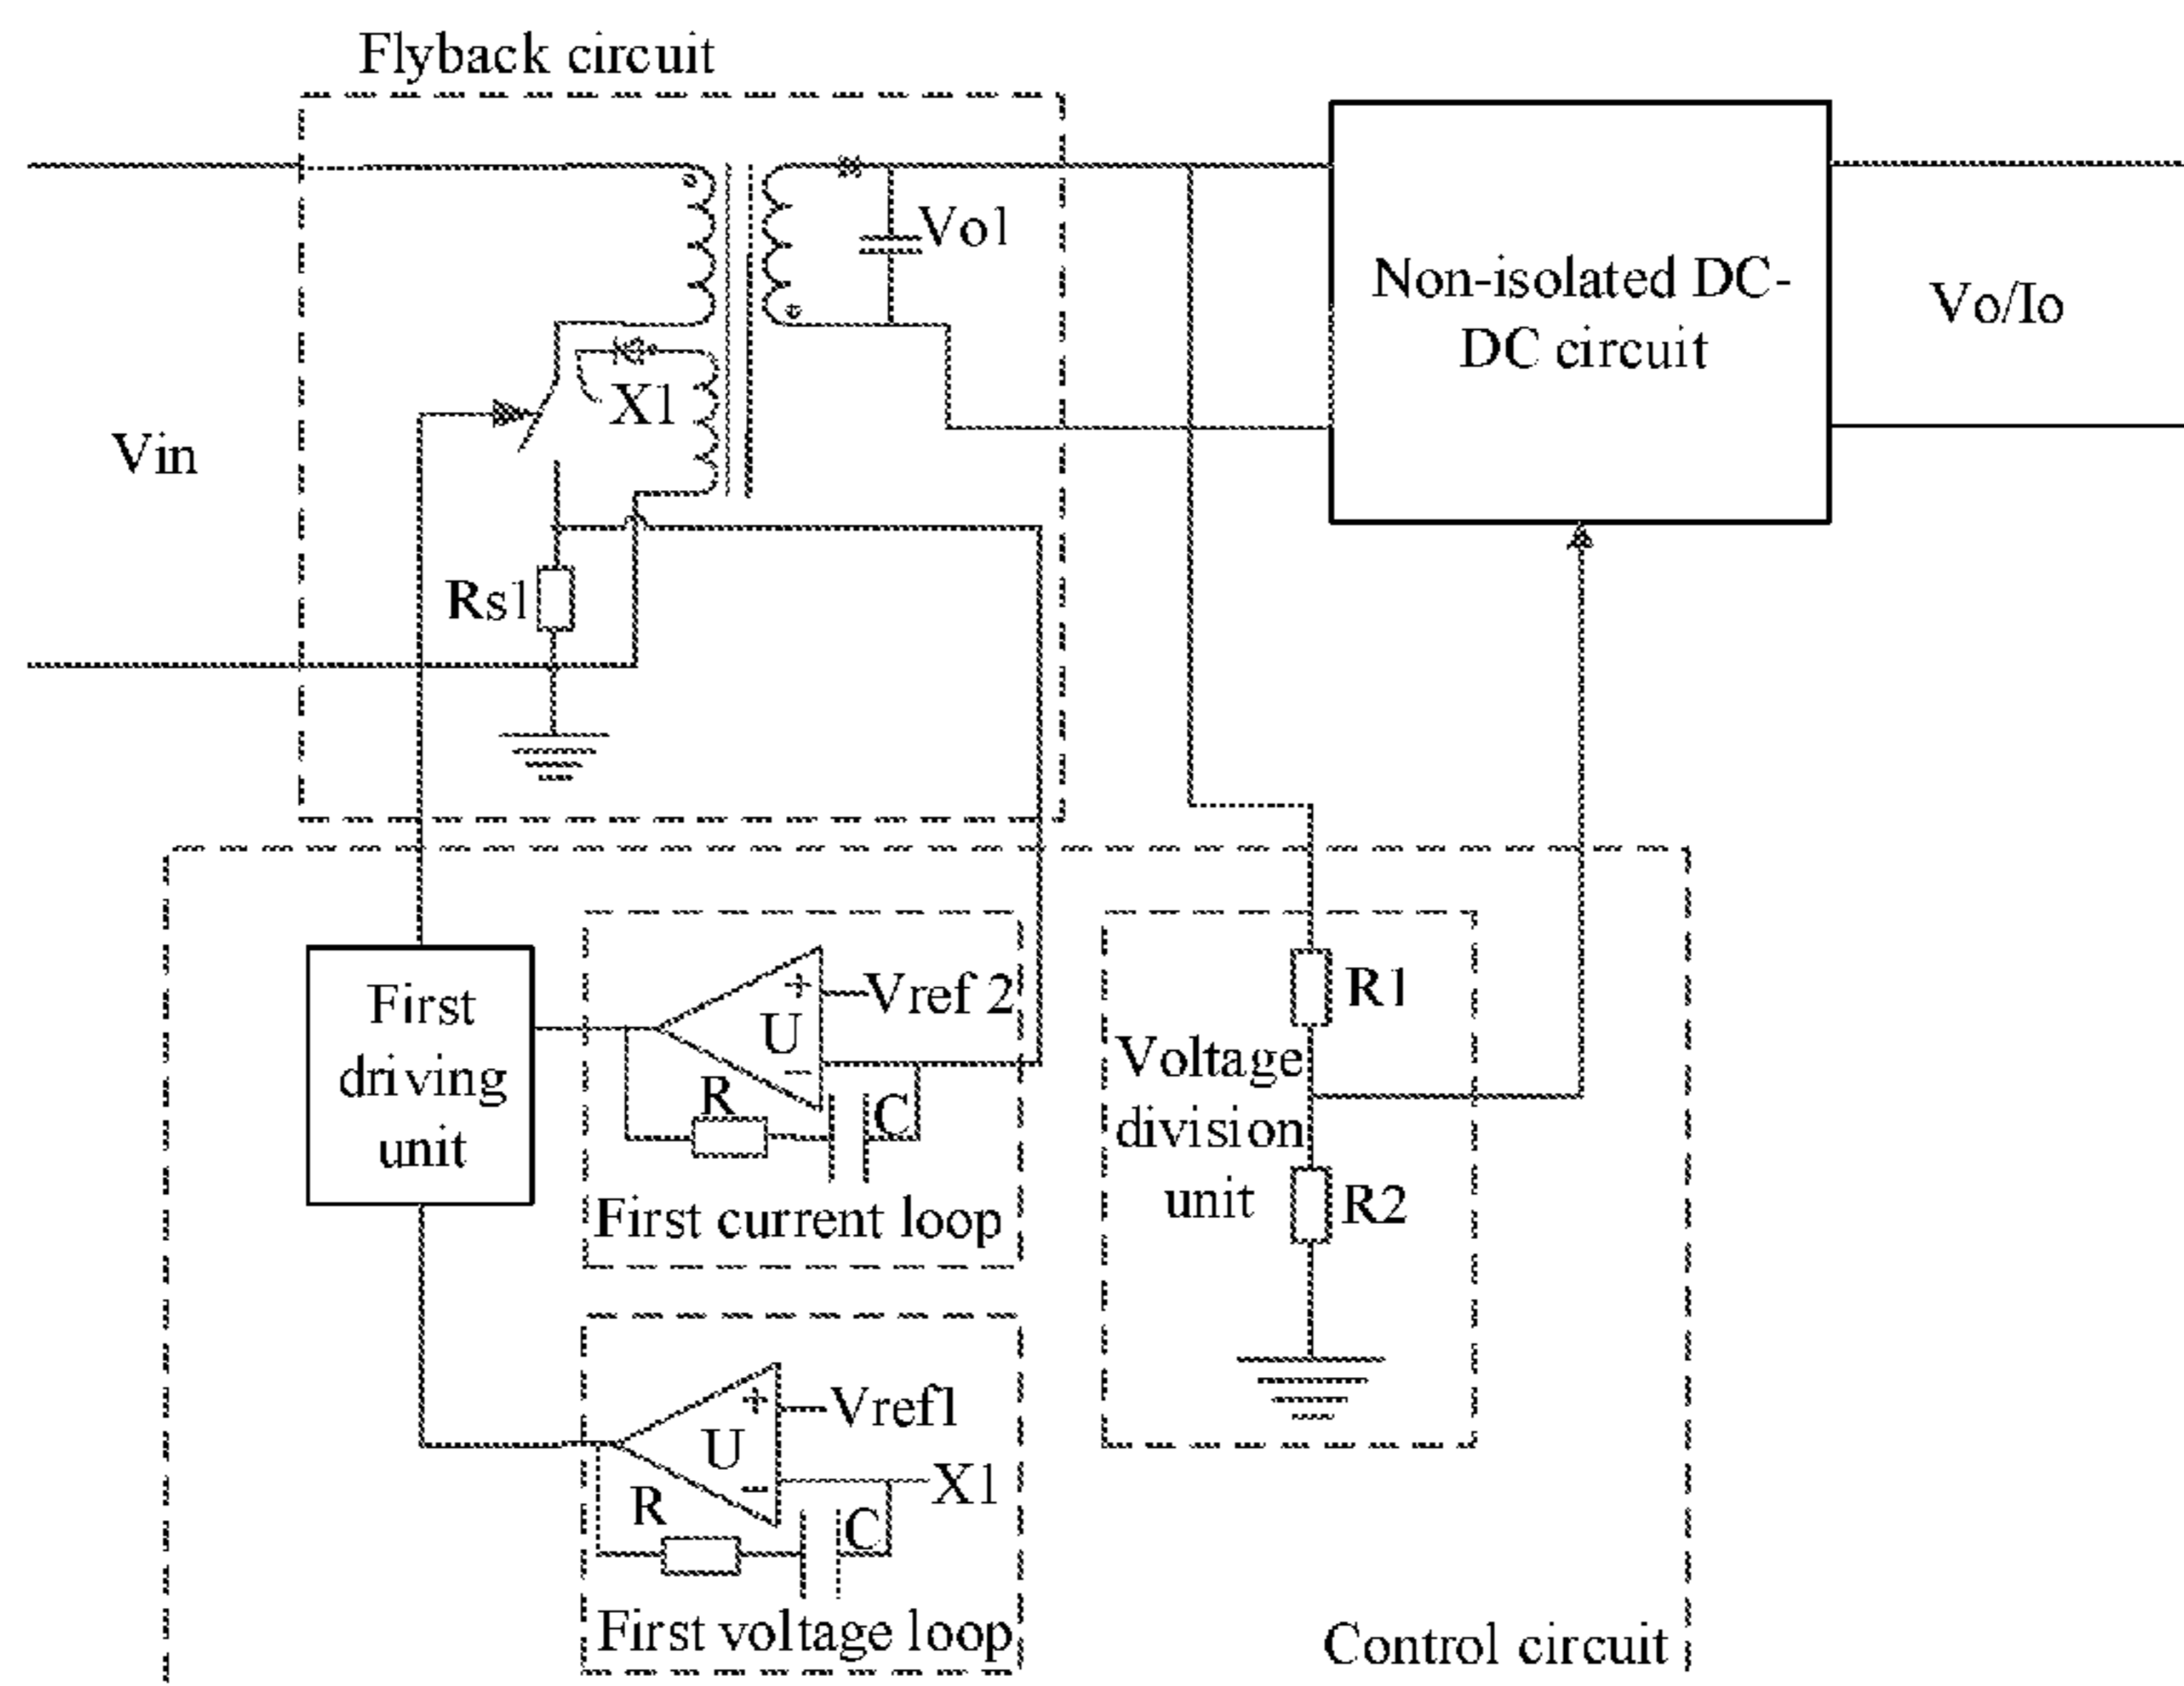 Flyback circuit
Vo1
Non-isolated DC-
DC circuit
Vo/Io
X1
Vin
Rs1
First
driving
unit
+
Vref 2
U
−
R
C
First current loop
R1
Voltage
division
unit
R2
+
Vref1
U
−
X1
R
C
First voltage loop
Control circuit